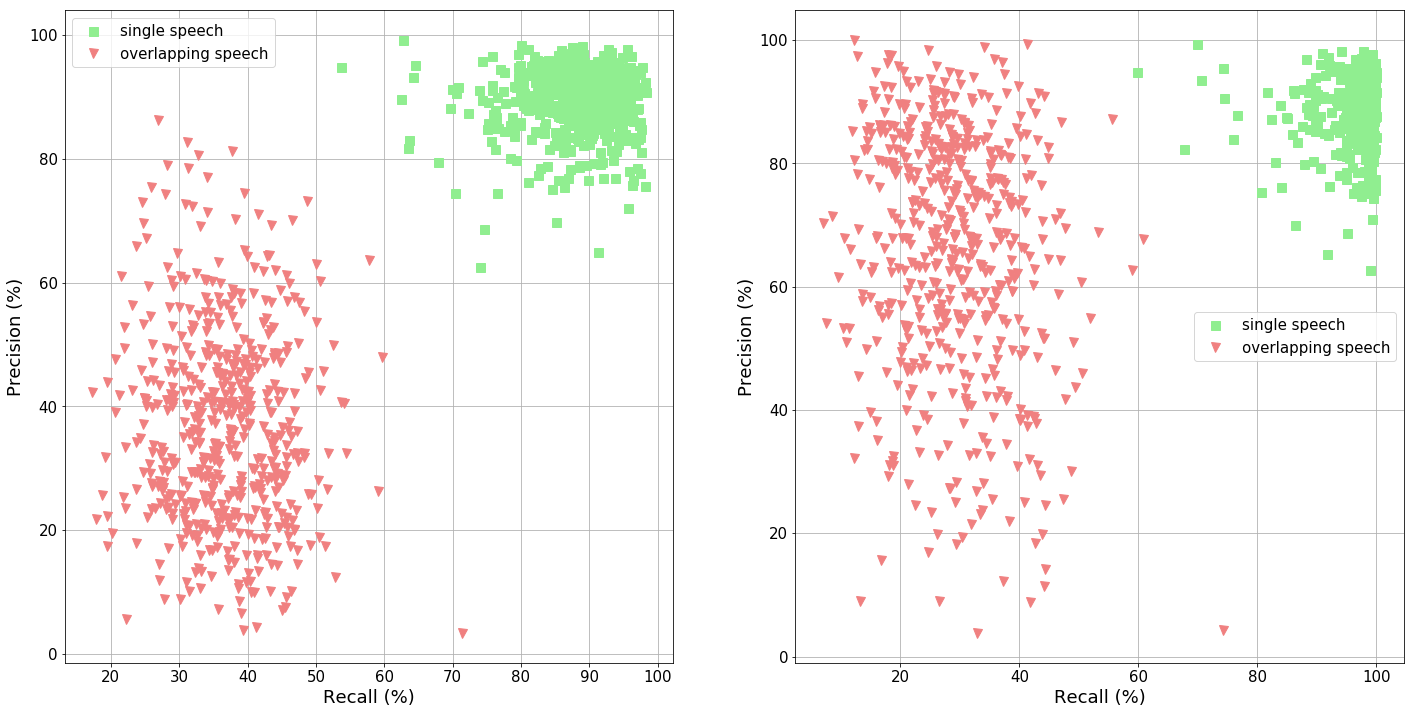 single speech
overlapping speech
100
80
60
40
20
0
Precision (%)
20 30 40 50 60 70 80 90 100
Recall (%)
100
80
60
40
20
0
Precision (%)
single speech
overlapping speech
20 40 60 80 100
Recall (%)